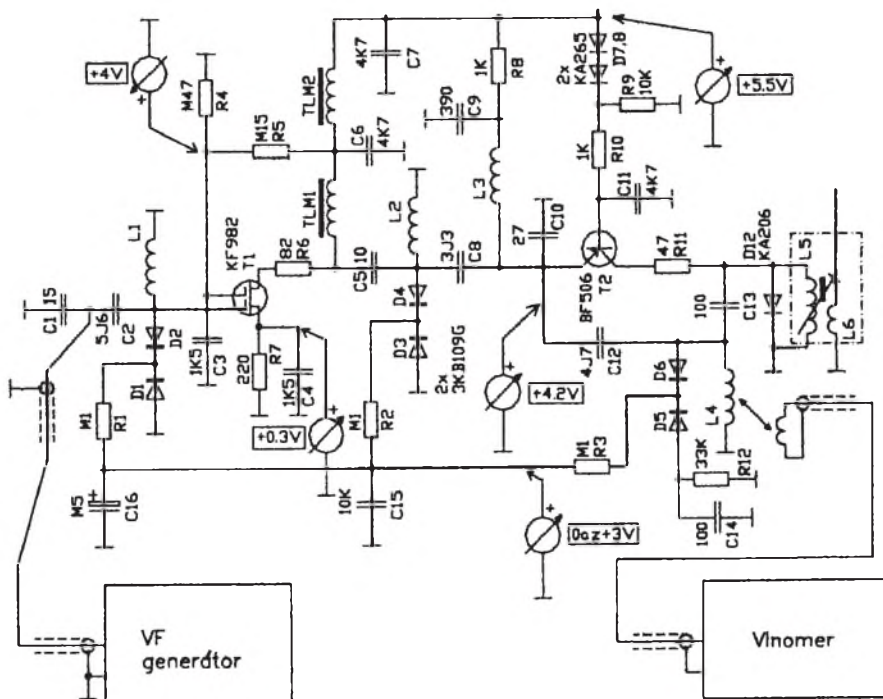 +4V
+
M47
R4
M15
R5
TLM2
TLM1
4K7
C7
C6
4K7
1K
R8
390
C9
L3
2x
KA265
D7,8
R9
10K
+
+5.5V
1K
R10
C11
4K7
L1
KF982
T1
82
R6
C5
10
L2
3J3
C8
27
C10
BF506
T2
47
R11
D12
KA206
L5
L6
C1
15
5J6
C2
D2
D1
1K5
C3
220
R7
1K5
C4
+
+0.3V
D4
D3
2x
3KB109G
M1
R2
+
+4.2V
4J7
C12
D6
D5
100
C13
L4
M1
R1
M5
+
C16
10K
C15
M1
R3
+
0az+3V
33K
R12
100
C14
VF
generátor
Vlnomer